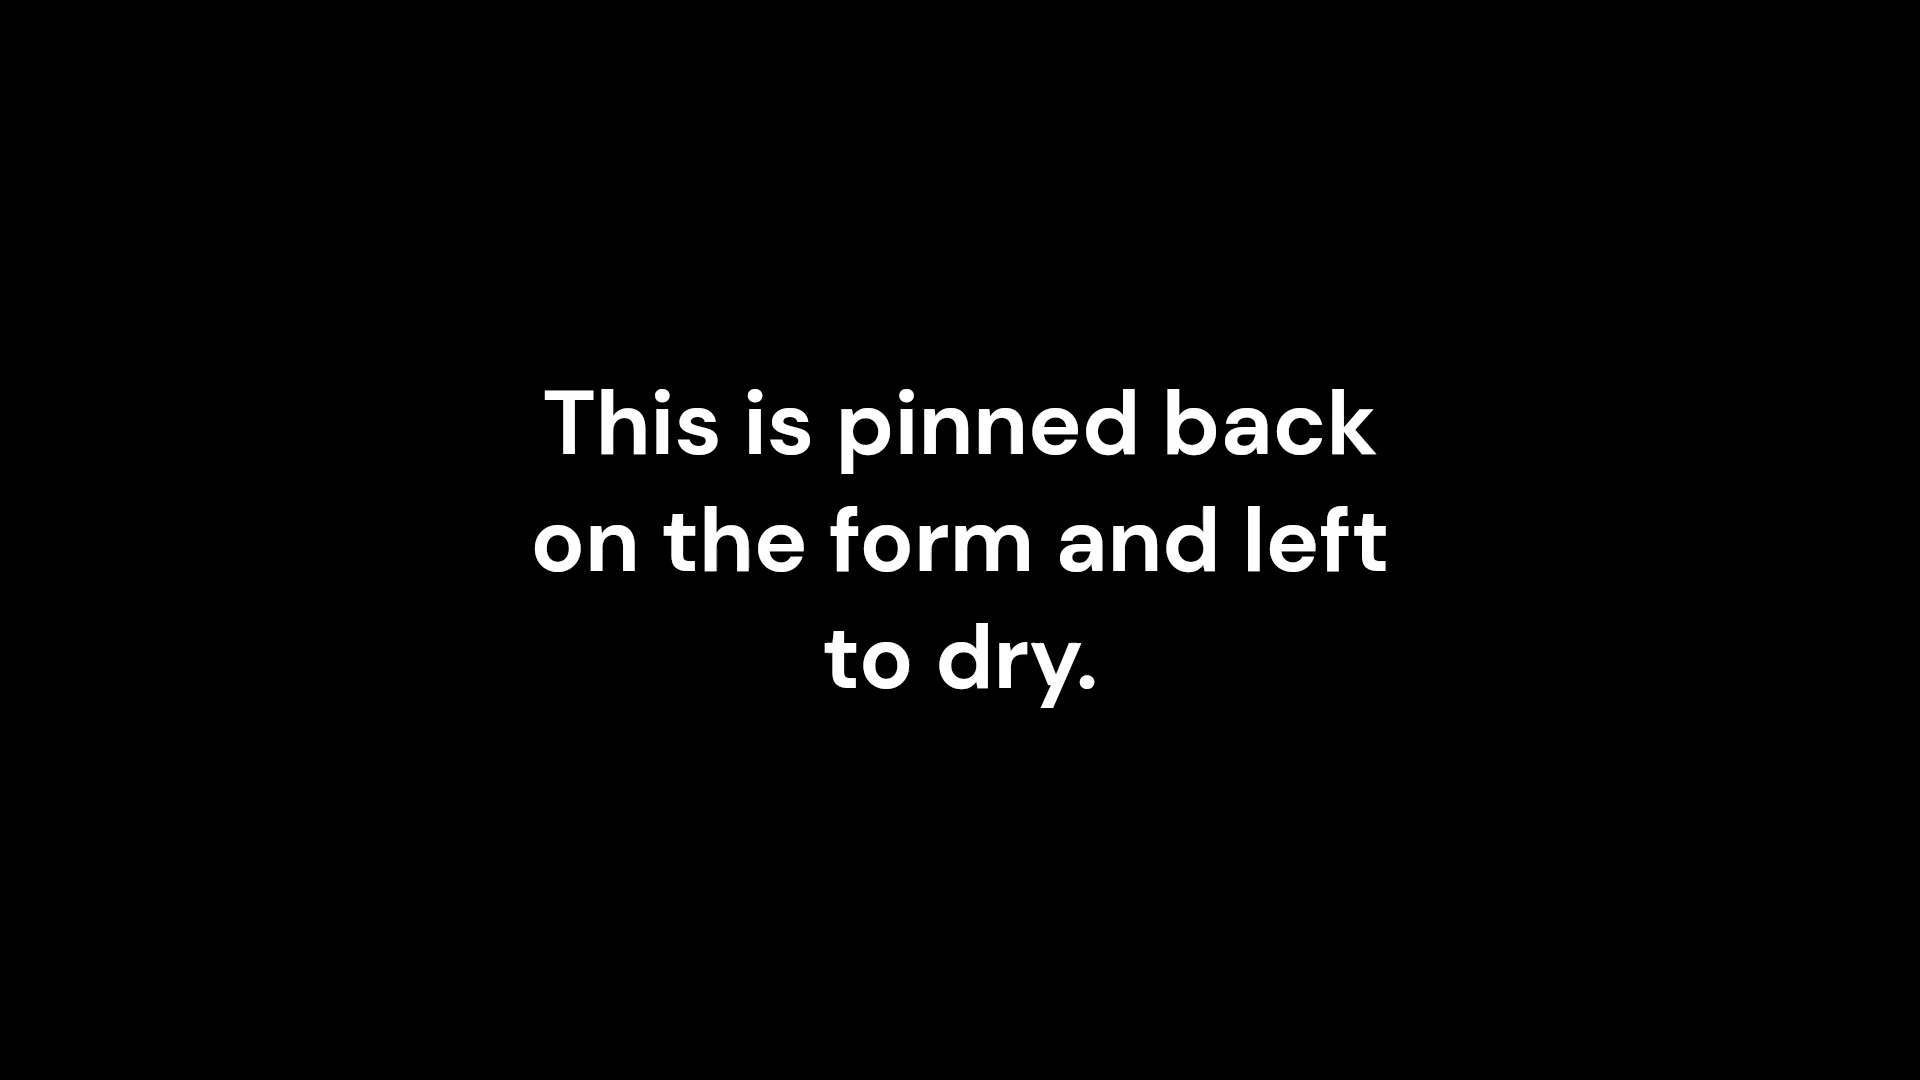 This is pinned back
on the form and left
to dry.